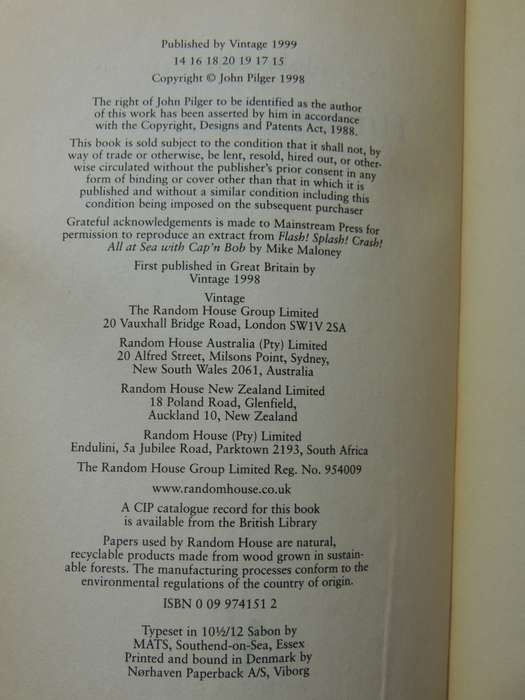 Published by Vintage 1999
14 16 18 20 19 17 15
Copyright © John Pilger 1998
The right of John Pilger to be identified as the author
of this work has been asserted by him in accordance
with the Copyright, Designs and Patents Act, 1988.
This book is sold subject to the condition that it shall not, by
way of trade or otherwise, be lent, resold, hired out, or other-
wise circulated without the publisher's prior consent in any
form of binding or cover other than that in which it is
published and without a similar condition including this
condition being imposed on the subsequent purchaser
Grateful acknowledgements is made to Mainstream Press for
permission to reproduce an extract from Flash! Splash! Crash!
All at Sea with Cap'n Bob by Mike Maloney
First published in Great Britain by
Vintage 1998
Vintage
The Random House Group Limited
20 Vauxhall Bridge Road, London SW1V 2SA
Random House Australia (Pty) Limited
20 Alfred Street, Milsons Point, Sydney,
New South Wales 2061, Australia
Random House New Zealand Limited
18 Poland Road, Glenfield,
Auckland 10, New Zealand
Random House (Pty) Limited
Endulini, 5a Jubilee Road, Parktown 2193, South Africa
The Random House Group Limited Reg. No. 954009
www.randomhouse.co.uk
A CIP catalogue record for this book
is available from the British Library
Papers used by Random House are natural,
recyclable products made from wood grown in sustain-
able forests. The manufacturing processes conform to the
environmental regulations of the country of origin.
ISBN 0 09 974151 2
Typeset in 10½/12 Sabon by
MATS, Southend-on-Sea, Essex
Printed and bound in Denmark by
Nørhaven Paperback A/S, Viborg